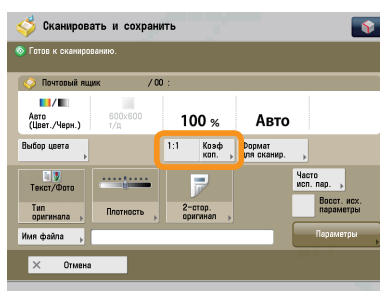 Сканировать и сохранить
Готов к сканированию.
Почтовый ящик / 00 :
Авто
(Цвет./Черн.)
600x600
т/д
100 %
Авто
Выбор цвета
1:1
Коэф
коп.
Формат
для сканир.
Текст/Фото
Тип
оригинала
Плотность
2-стор.
оригинал
Часто
исп. пар.
Восст. исх.
параметры
Имя файла
Параметры
Отмена